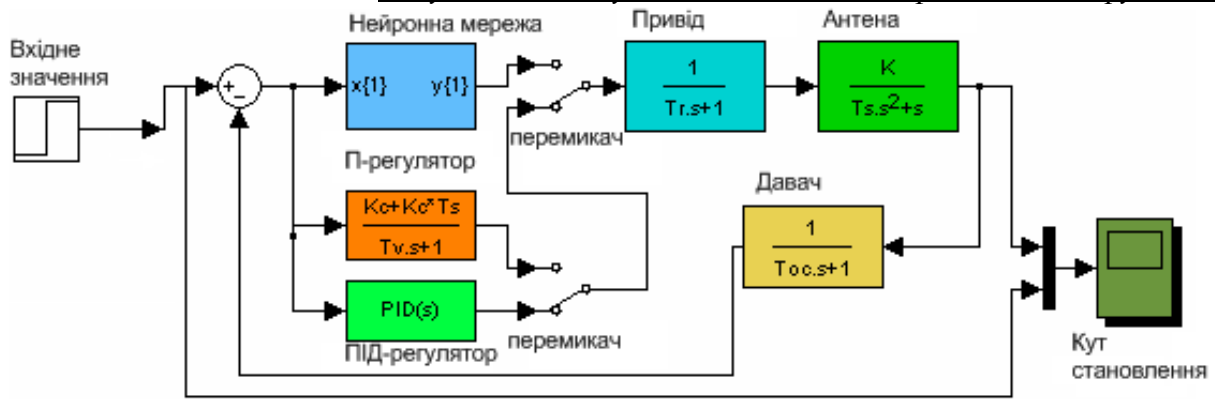 Вхідне
значення
+
−
Нейронна мережа
x{1} y{1}
перемикач
Привід
1
Tr.s+1
Антена
K
Ts.s²+s
П-регулятор
Kc+Kc*Ts
Tv.s+1
PID(s)
ПІД-регулятор
перемикач
Давач
1
Toc.s+1
Кут
становлення